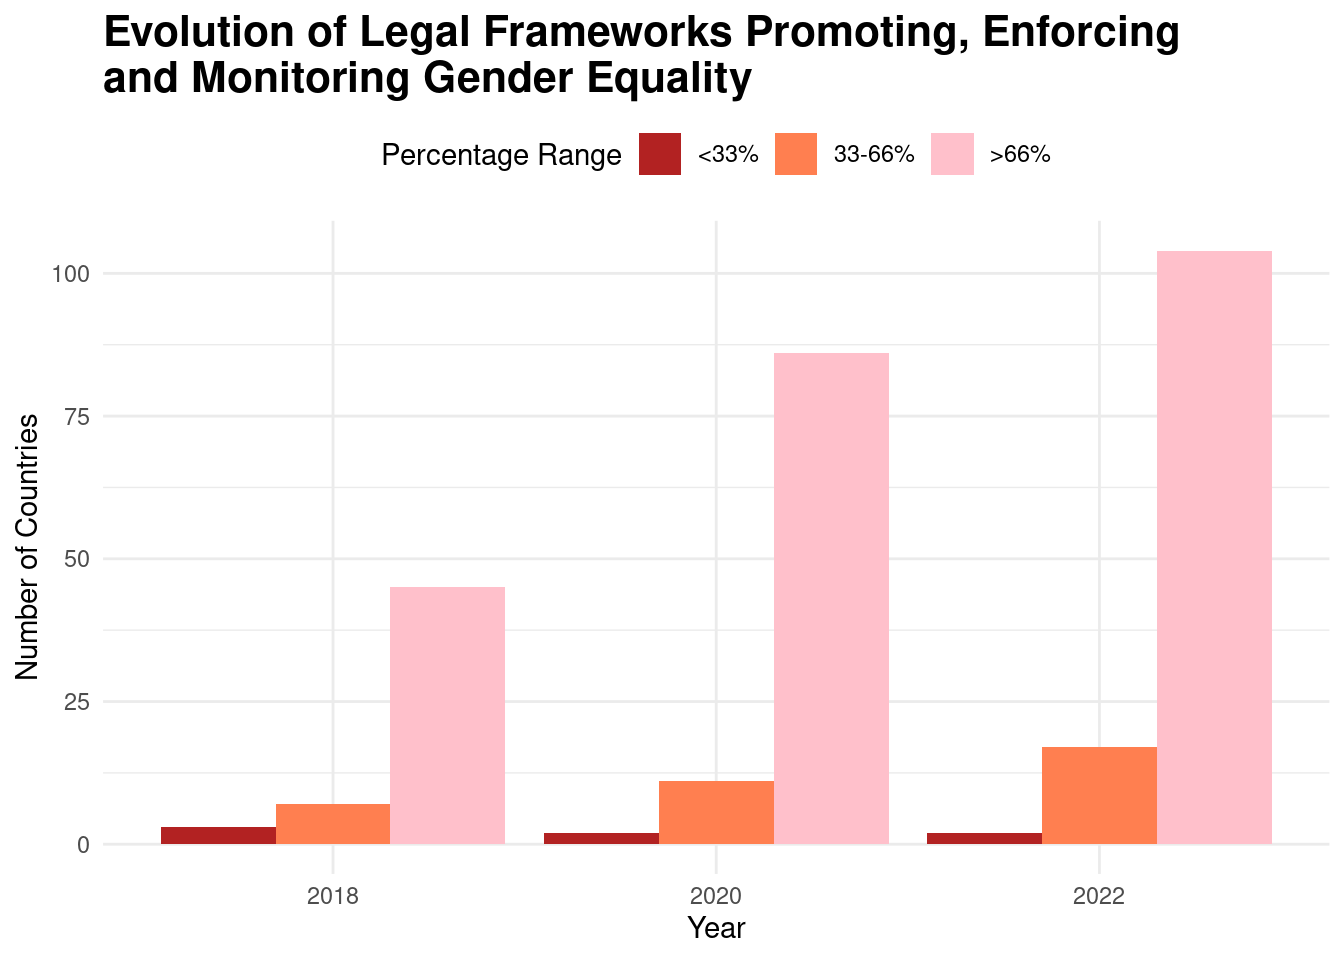 Evolution of Legal Frameworks Promoting, Enforcing
and Monitoring Gender Equality
Percentage Range <33% 33-66% >66%
Number of Countries
100
75
50
25
0
2018 2020 2022
Year